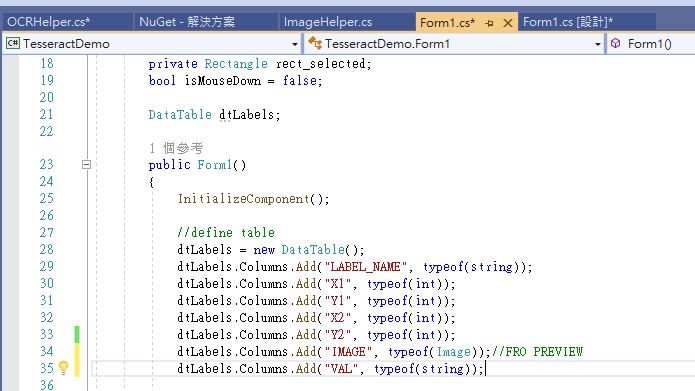 OCRHelper.cs* NuGet - 解決方案 ImageHelper.cs Form1.cs* Form1.cs [設計]*
C# TesseractDemo TesseractDemo.Form1 Form1()
18 private Rectangle rect_selected;
19 bool isMouseDown = false;
20
21 DataTable dtLabels;
22
1 個參考
23 public Form1()
24 {
25 InitializeComponent();
26
27 //define table
28 dtLabels = new DataTable();
29 dtLabels.Columns.Add("LABEL_NAME", typeof(string));
30 dtLabels.Columns.Add("X1", typeof(int));
31 dtLabels.Columns.Add("Y1", typeof(int));
32 dtLabels.Columns.Add("X2", typeof(int));
33 dtLabels.Columns.Add("Y2", typeof(int));
34 dtLabels.Columns.Add("IMAGE", typeof(Image));//FRO PREVIEW
35 dtLabels.Columns.Add("VAL", typeof(string));
36